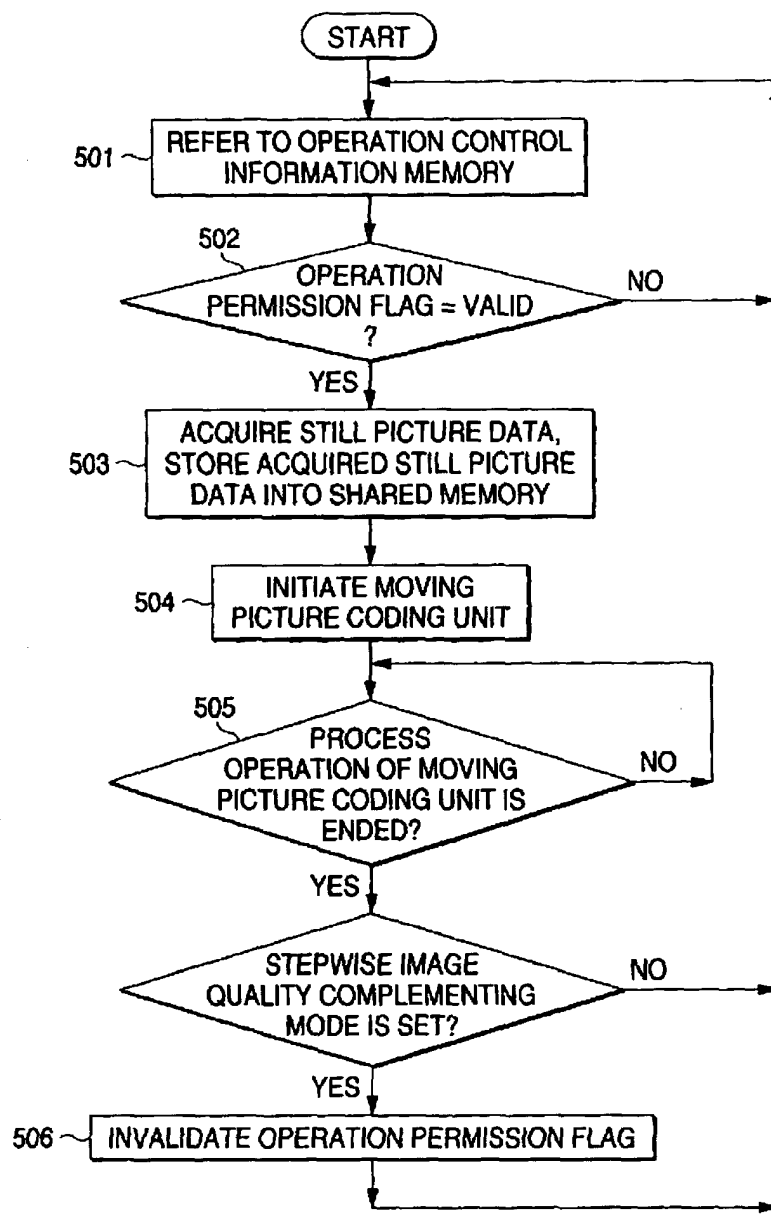 START
501
REFER TO OPERATION CONTROL
INFORMATION MEMORY
502
OPERATION
PERMISSION FLAG = VALID
?
NO
YES
503
ACQUIRE STILL PICTURE DATA,
STORE ACQUIRED STILL PICTURE
DATA INTO SHARED MEMORY
504
INITIATE MOVING
PICTURE CODING UNIT
505
PROCESS
OPERATION OF MOVING
PICTURE CODING UNIT IS
ENDED?
NO
YES
STEPWISE IMAGE
QUALITY COMPLEMENTING
MODE IS SET?
NO
YES
506
INVALIDATE OPERATION PERMISSION FLAG